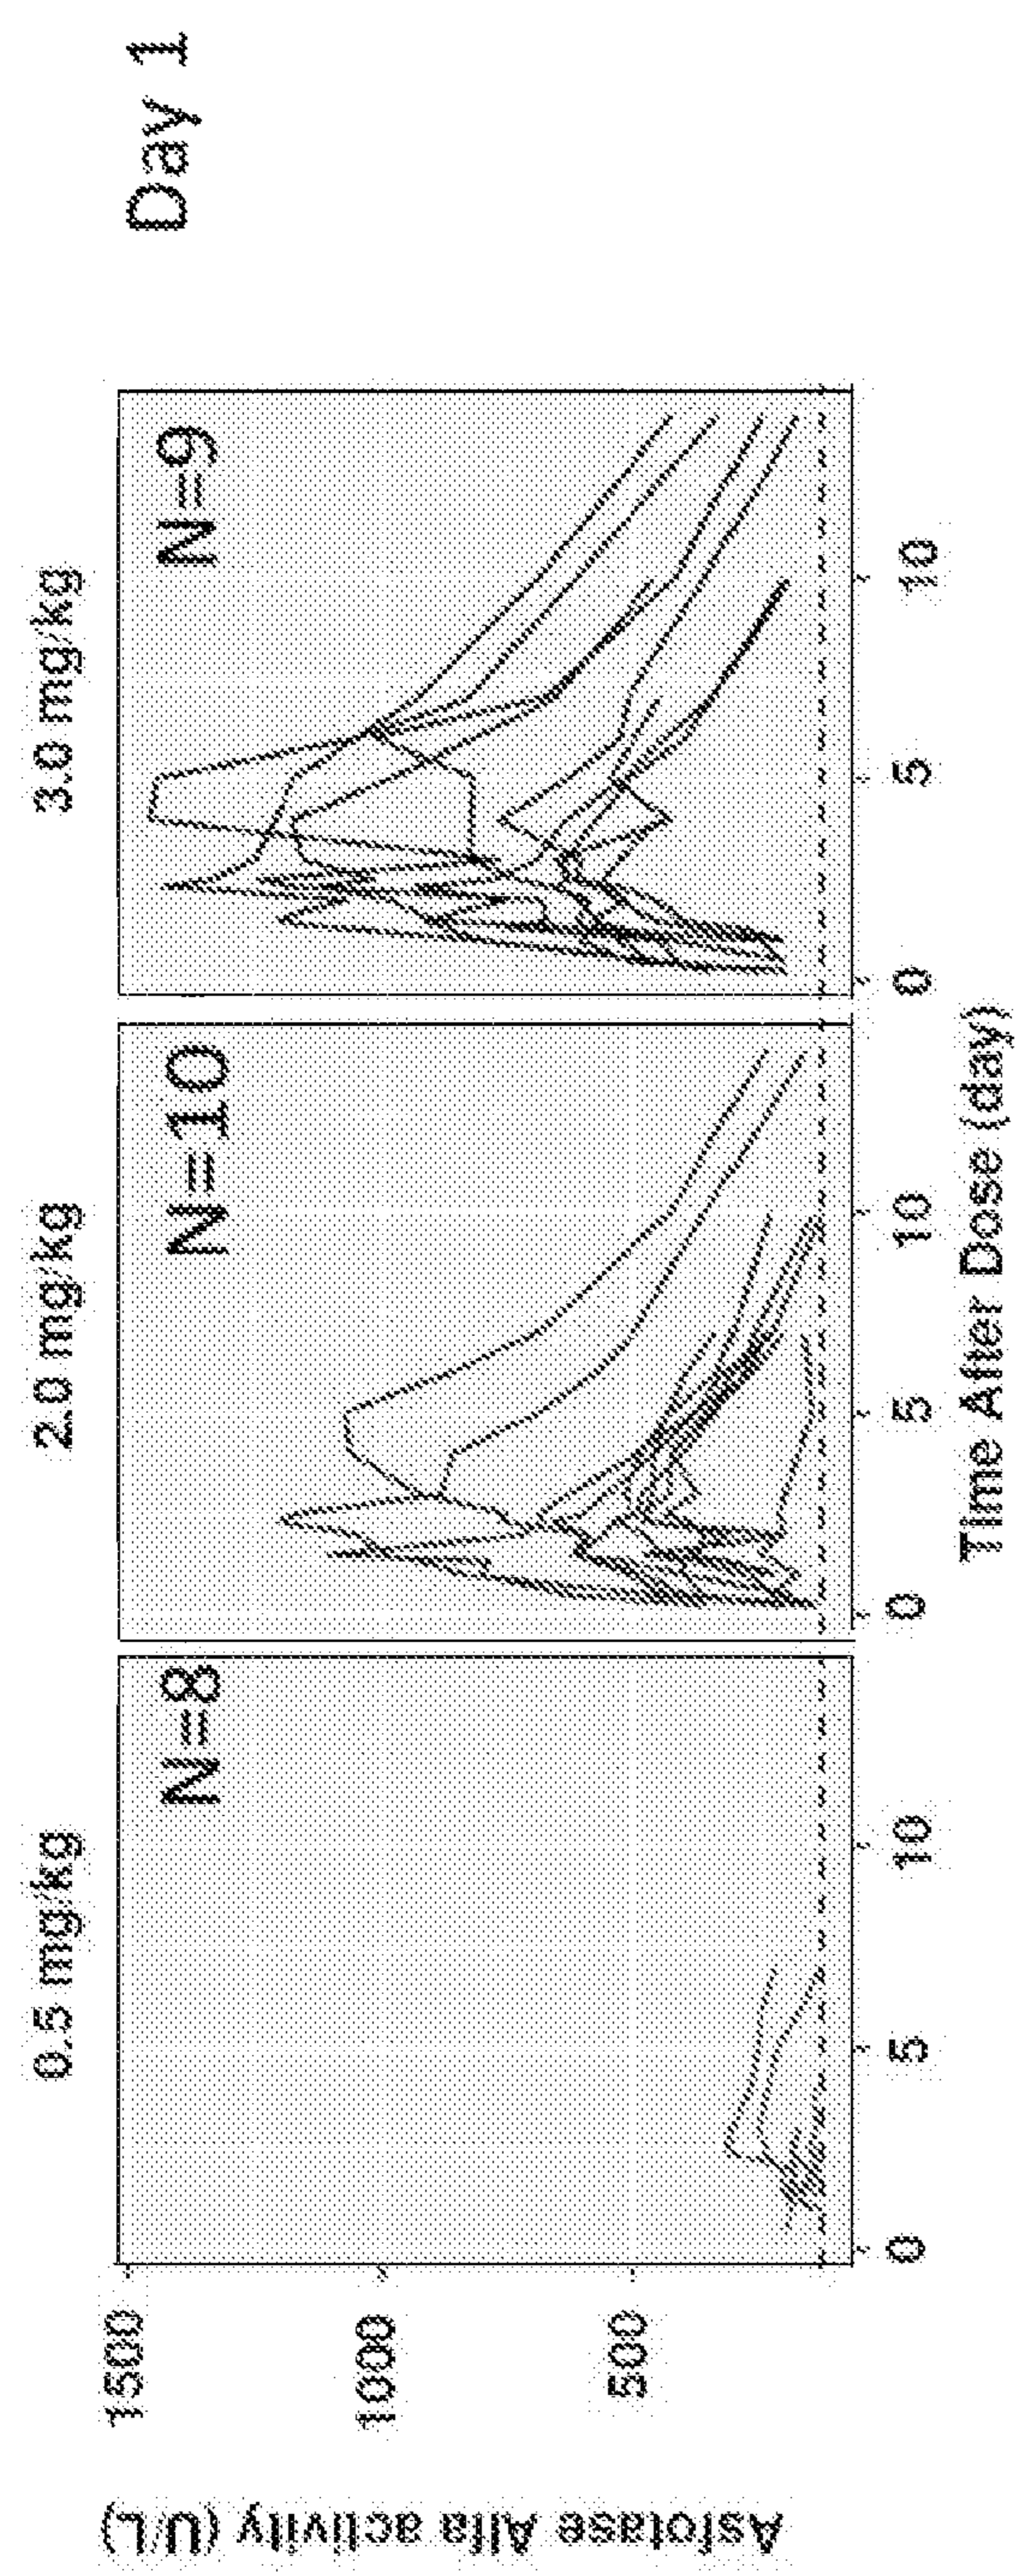 Day 1
0.5 mg/kg
2.0 mg/kg
3.0 mg/kg
N=8
N=10
N=9
Asfotase Alfa activity (U/L)
1500
1000
500
0 5 10
0 5 10
0 5 10
Time After Dose (day)